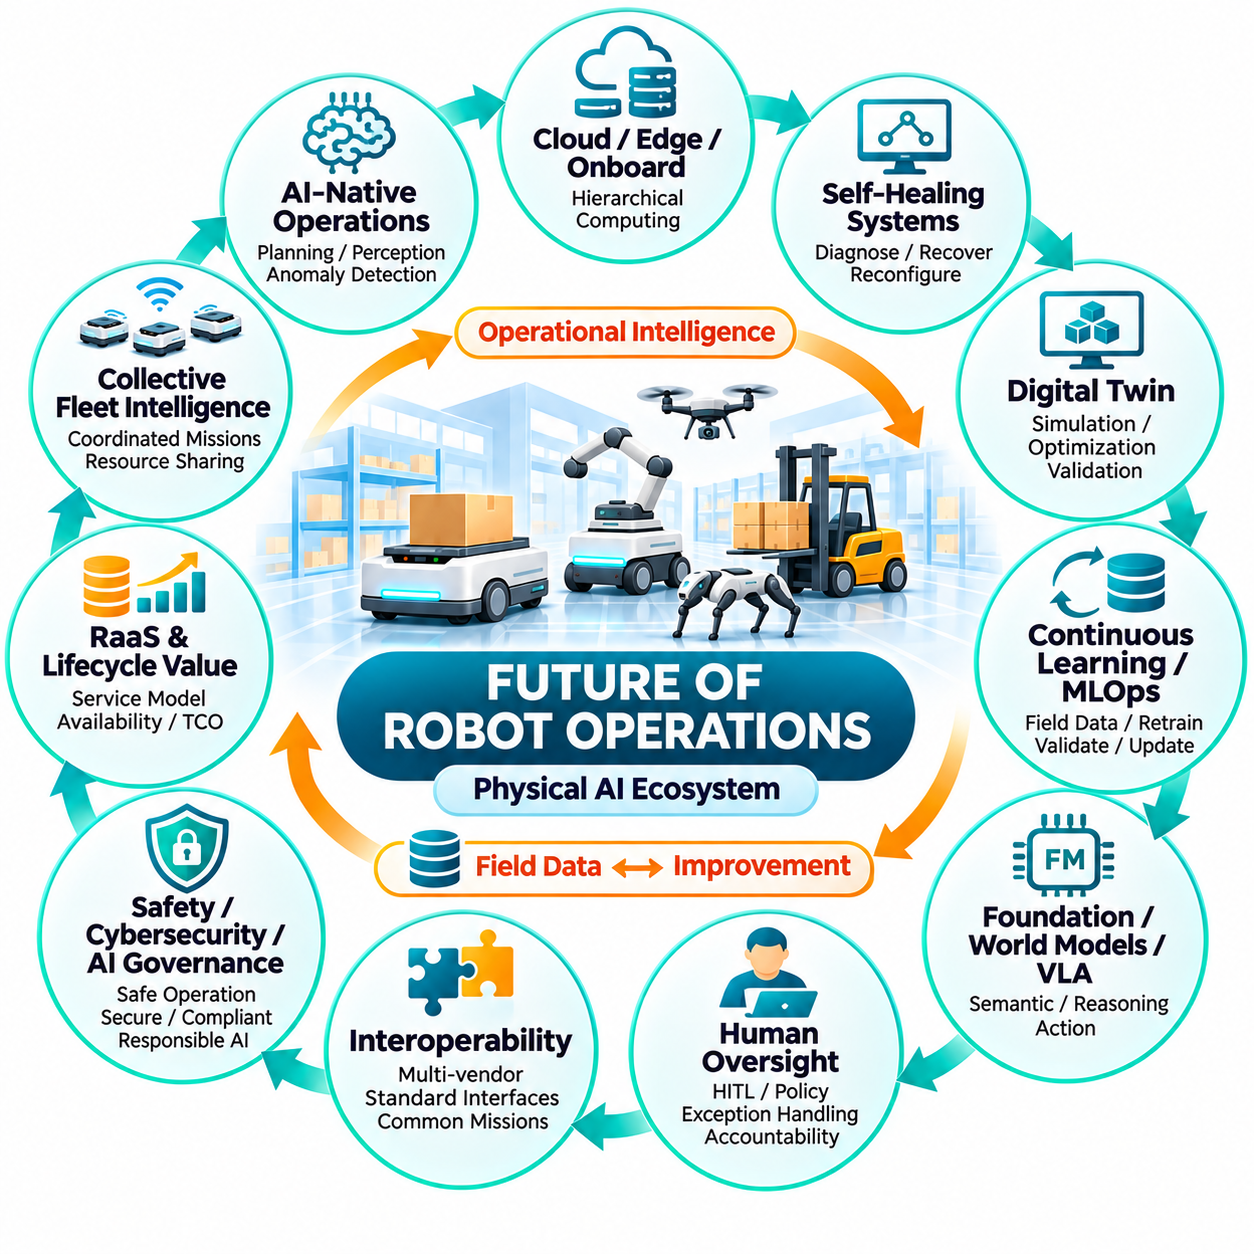 Cloud / Edge /
Onboard
Hierarchical
Computing
AI-Native
Operations
Planning / Perception
Anomaly Detection
Self-Healing
Systems
Diagnose / Recover
Reconfigure
Collective
Fleet Intelligence
Coordinated Missions
Resource Sharing
Operational Intelligence
Digital Twin
Simulation /
Optimization
Validation
RaaS &
Lifecycle Value
Service Model
Availability / TCO
FUTURE OF
ROBOT OPERATIONS
Physical AI Ecosystem
Continuous
Learning /
MLOps
Field Data / Retrain
Validate / Update
Field Data ↔ Improvement
Safety /
Cybersecurity /
AI Governance
Safe Operation
Secure / Compliant
Responsible AI
FM
Foundation /
World Models /
VLA
Semantic / Reasoning
Action
Interoperability
Multi-vendor
Standard Interfaces
Common Missions
Human
Oversight
HITL / Policy
Exception Handling
Accountability